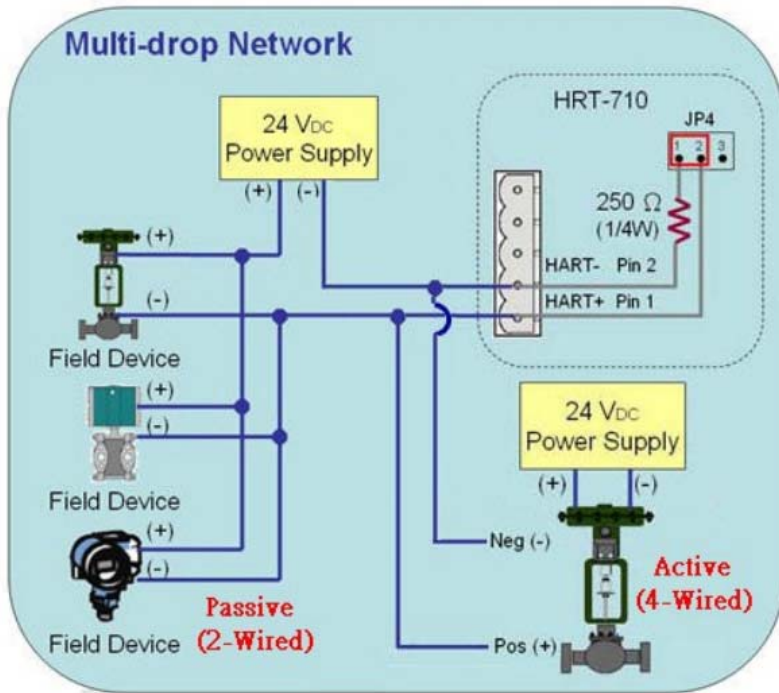 Multi-drop Network
HRT-710
JP4
1 2 3
24 VDC
Power Supply
(+) (-)
250 Ω
(1/4W)
HART- Pin 2
HART+ Pin 1
(+)
(-)
Field Device
(+)
(-)
Field Device
(+)
(-)
Field Device
Passive
(2-Wired)
24 VDC
Power Supply
(+) (-)
Neg (-)
Pos (+)
Active
(4-Wired)